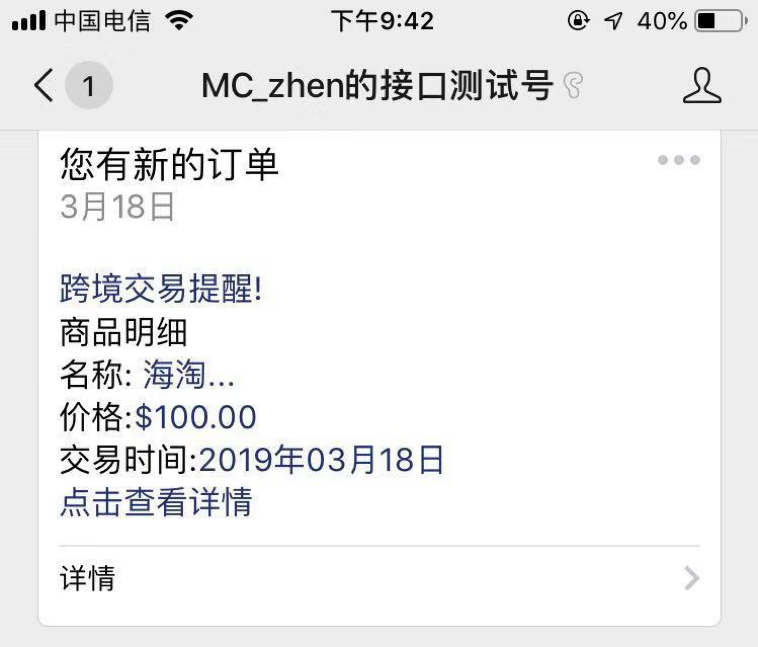 中国电信 下午9:42 40%
1 MC_zhen的接口测试号
您有新的订单
3月18日
跨境交易提醒!
商品明细
名称: 海淘...
价格:$100.00
交易时间:2019年03月18日
点击查看详情
详情